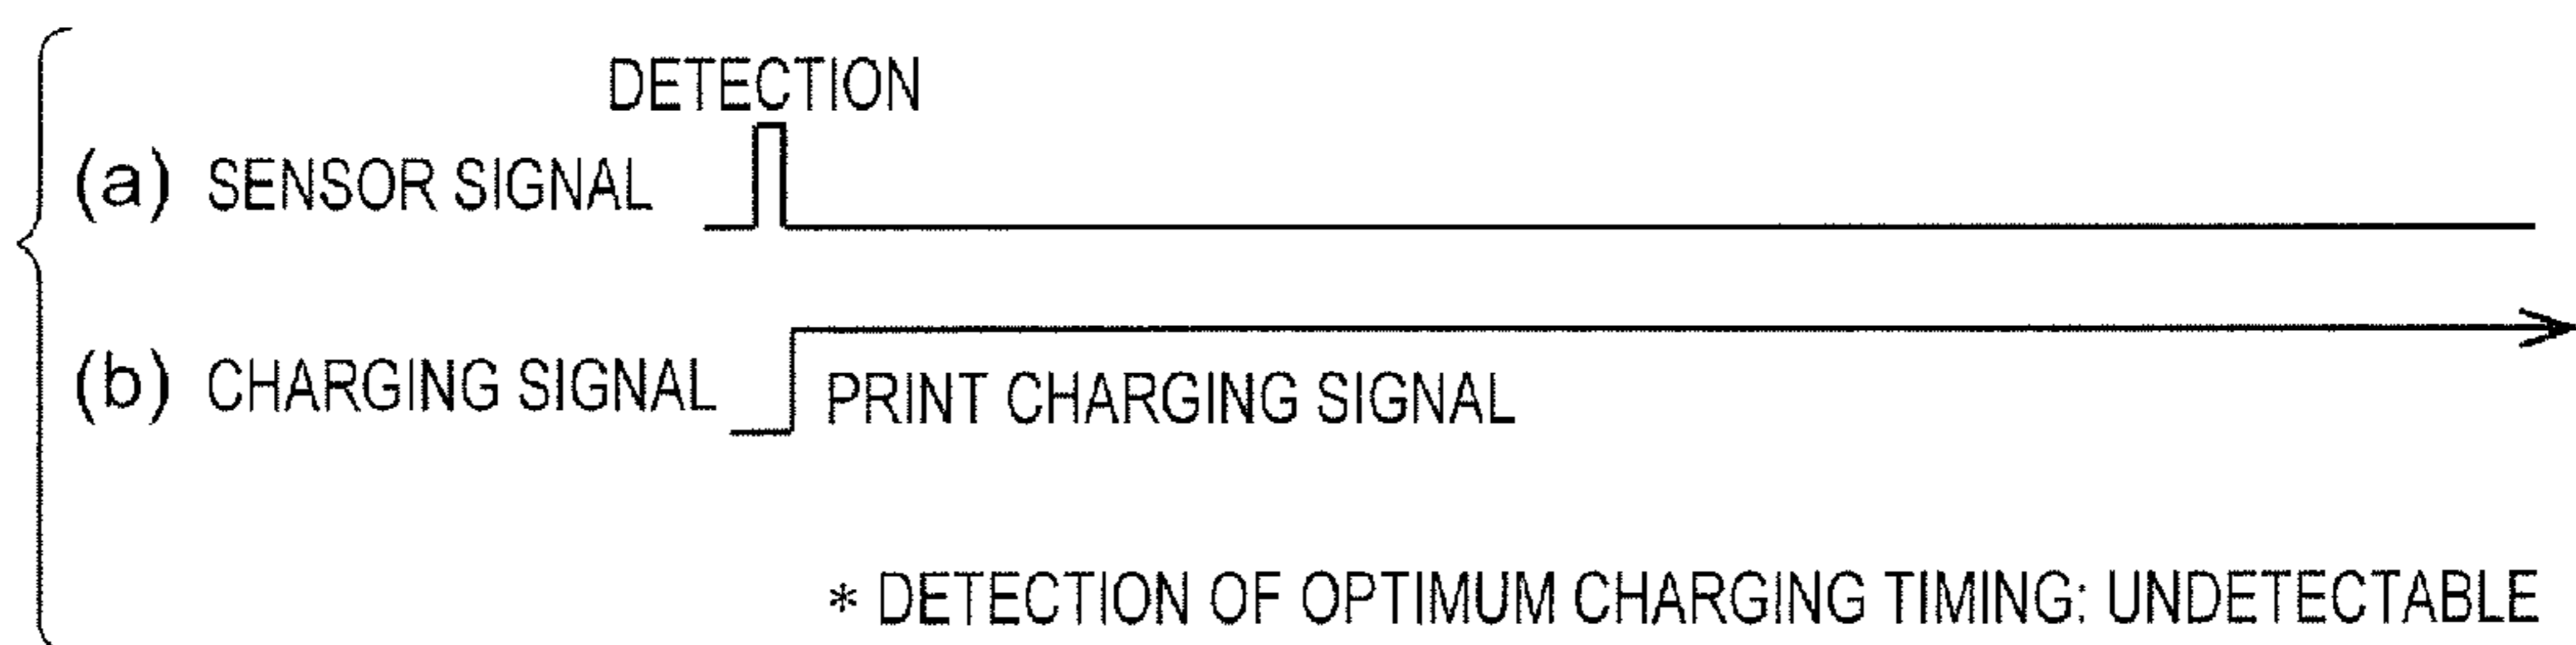 DETECTION
(a) SENSOR SIGNAL
(b) CHARGING SIGNAL
PRINT CHARGING SIGNAL
* DETECTION OF OPTIMUM CHARGING TIMING: UNDETECTABLE